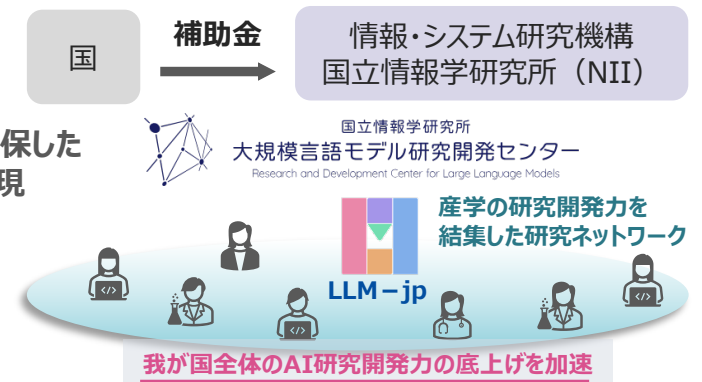 国
補助金
情報・システム研究機構
国立情報学研究所（NII）
保した
現
国立情報学研究所
大規模言語モデル研究開発センター
Research and Development Center for Large Language Models
産学の研究開発力を
結集した研究ネットワーク
LLM－jp
</>
</>
</>
我が国全体のAI研究開発力の底上げを加速